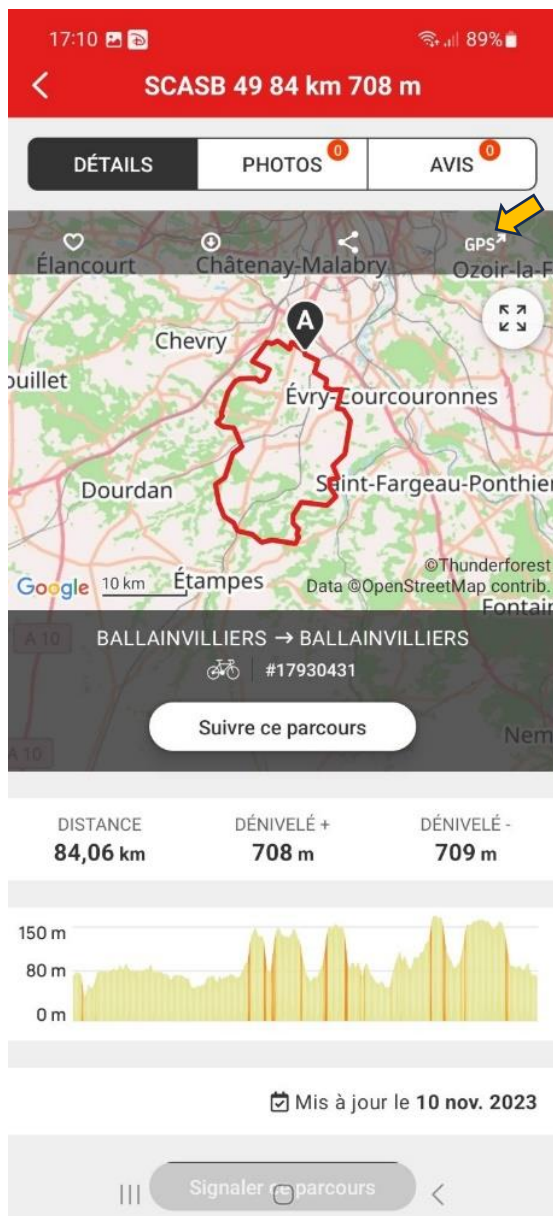 17:10 89%
SCASB 49 84 km 708 m
DÉTAILS PHOTOS 0 AVIS 0
GPS
Élancourt Châtenay-Malabry Ozoir-la-F
A
Chevry
ouillet
Évry-Courcouronnes
Dourdan Saint-Fargeau-Ponthier
©Thunderforest
Google 10 km Étampes Data ©OpenStreetMap contrib.
Fontain
A 10 BALLAINVILLIERS → BALLAINVILLIERS
#17930431
Suivre ce parcours
Nem
A 10
DISTANCE DÉNIVELÉ + DÉNIVELÉ -
84,06 km 708 m 709 m
150 m
80 m
0 m
Mis à jour le 10 nov. 2023
Signaler ce parcours